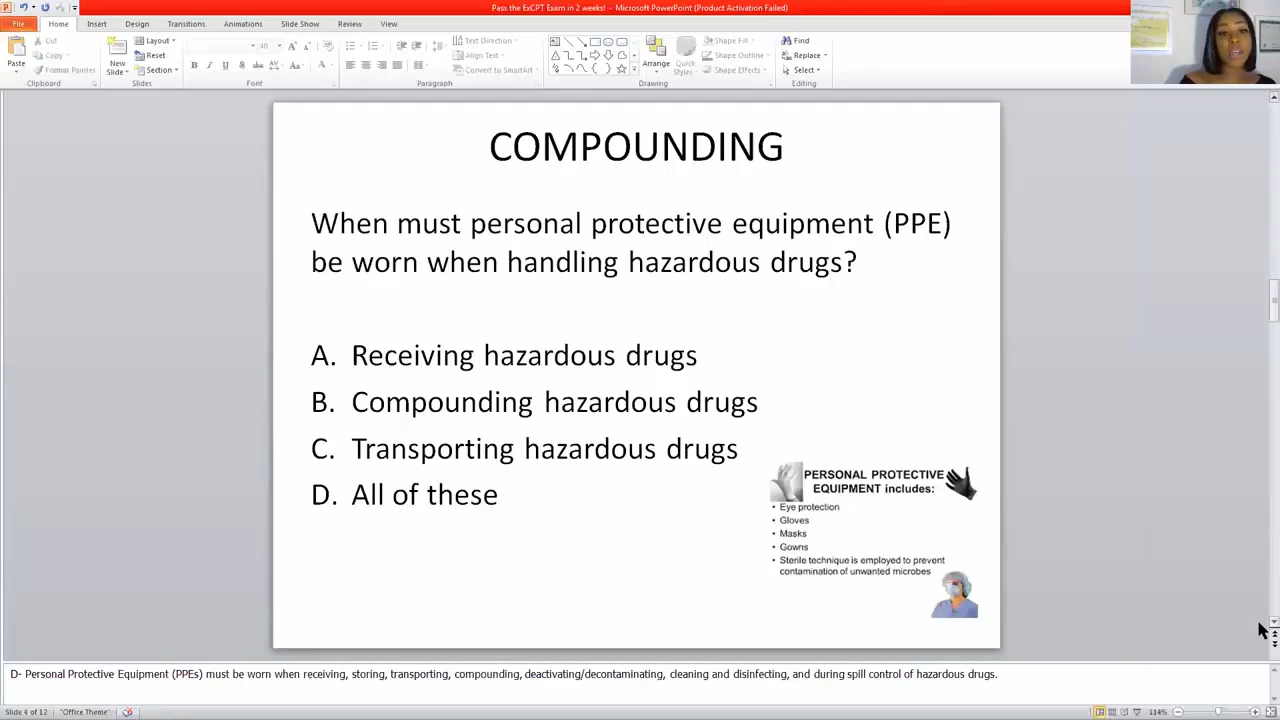 Pass the ExCPT Exam in 2 weeks! - Microsoft PowerPoint (Product Activation Failed)
File Home Insert Design Transitions Animations Slide Show Review View
Paste
Cut
Copy
Format Painter
Clipboard
New Slide
Layout
Reset
Section
Slides
40
B I U S abc AV Aa A
Font
Text Direction
Align Text
Convert to SmartArt
Paragraph
Arrange
Quick Styles
Shape Fill
Shape Outline
Shape Effects
Drawing
Find
Replace
Select
Editing
COMPOUNDING
When must personal protective equipment (PPE)
be worn when handling hazardous drugs?
A. Receiving hazardous drugs
B. Compounding hazardous drugs
C. Transporting hazardous drugs
D. All of these
PERSONAL PROTECTIVE
EQUIPMENT includes:
• Eye protection
• Gloves
• Masks
• Gowns
• Sterile technique is employed to prevent
contamination of unwanted microbes
D- Personal Protective Equipment (PPEs) must be worn when receiving, storing, transporting, compounding, deactivating/decontaminating, cleaning and disinfecting, and during spill control of hazardous drugs.
Slide 4 of 12 "Office Theme" 114%